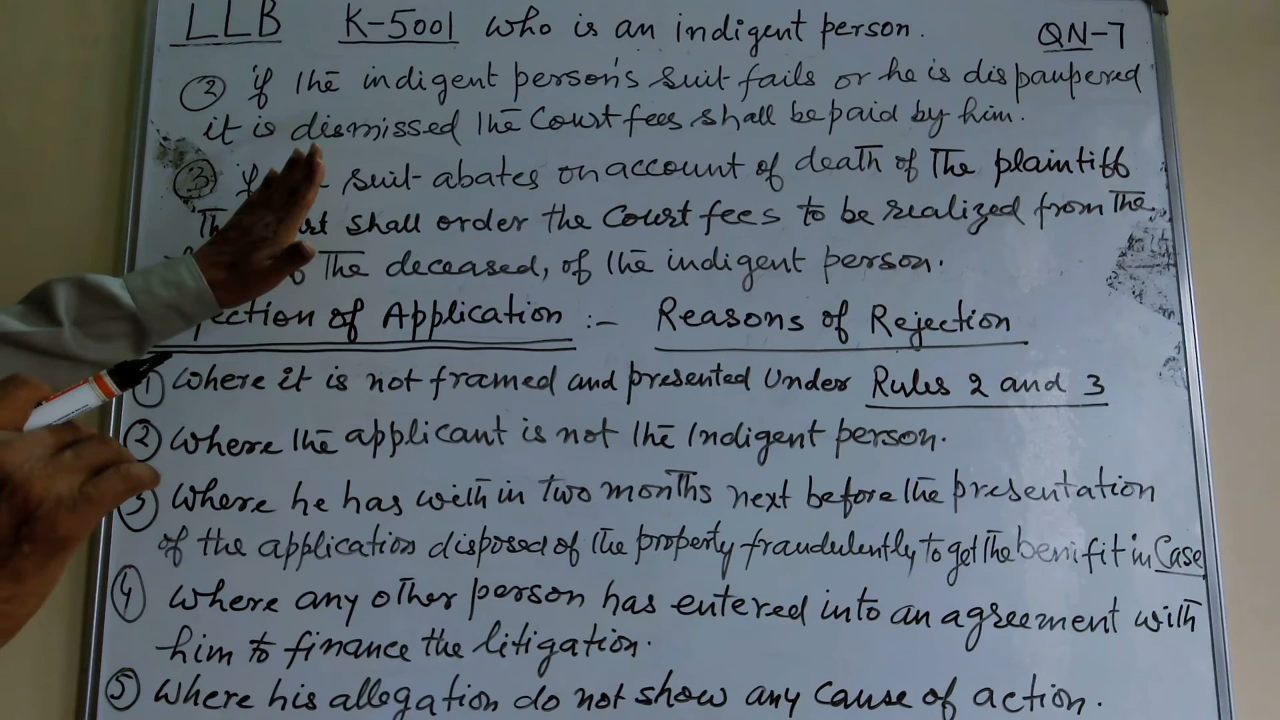 LLB K-5001 Who is an indigent person. QN-7
② if the indigent person's suit fails or he is dispaupered
it is dismissed the Court fees shall be paid by him.
③ if suit abates on account of death of The plaintiff
The shall order the Court fees to be realized from The
of The deceased, of the indigent person.
ection of Application :- Reasons of Rejection
① Where it is not framed and presented Under Rules 2 and 3
② Where the applicant is not the Indigent person.
③ Where he has with in two months next before the presentation
of the application disposed of the property fraudulently to get The benifit in Case
④ Where any other person has entered into an agreement with
him to finance the litigation.
⑤ Where his allegation do not show any cause of action.